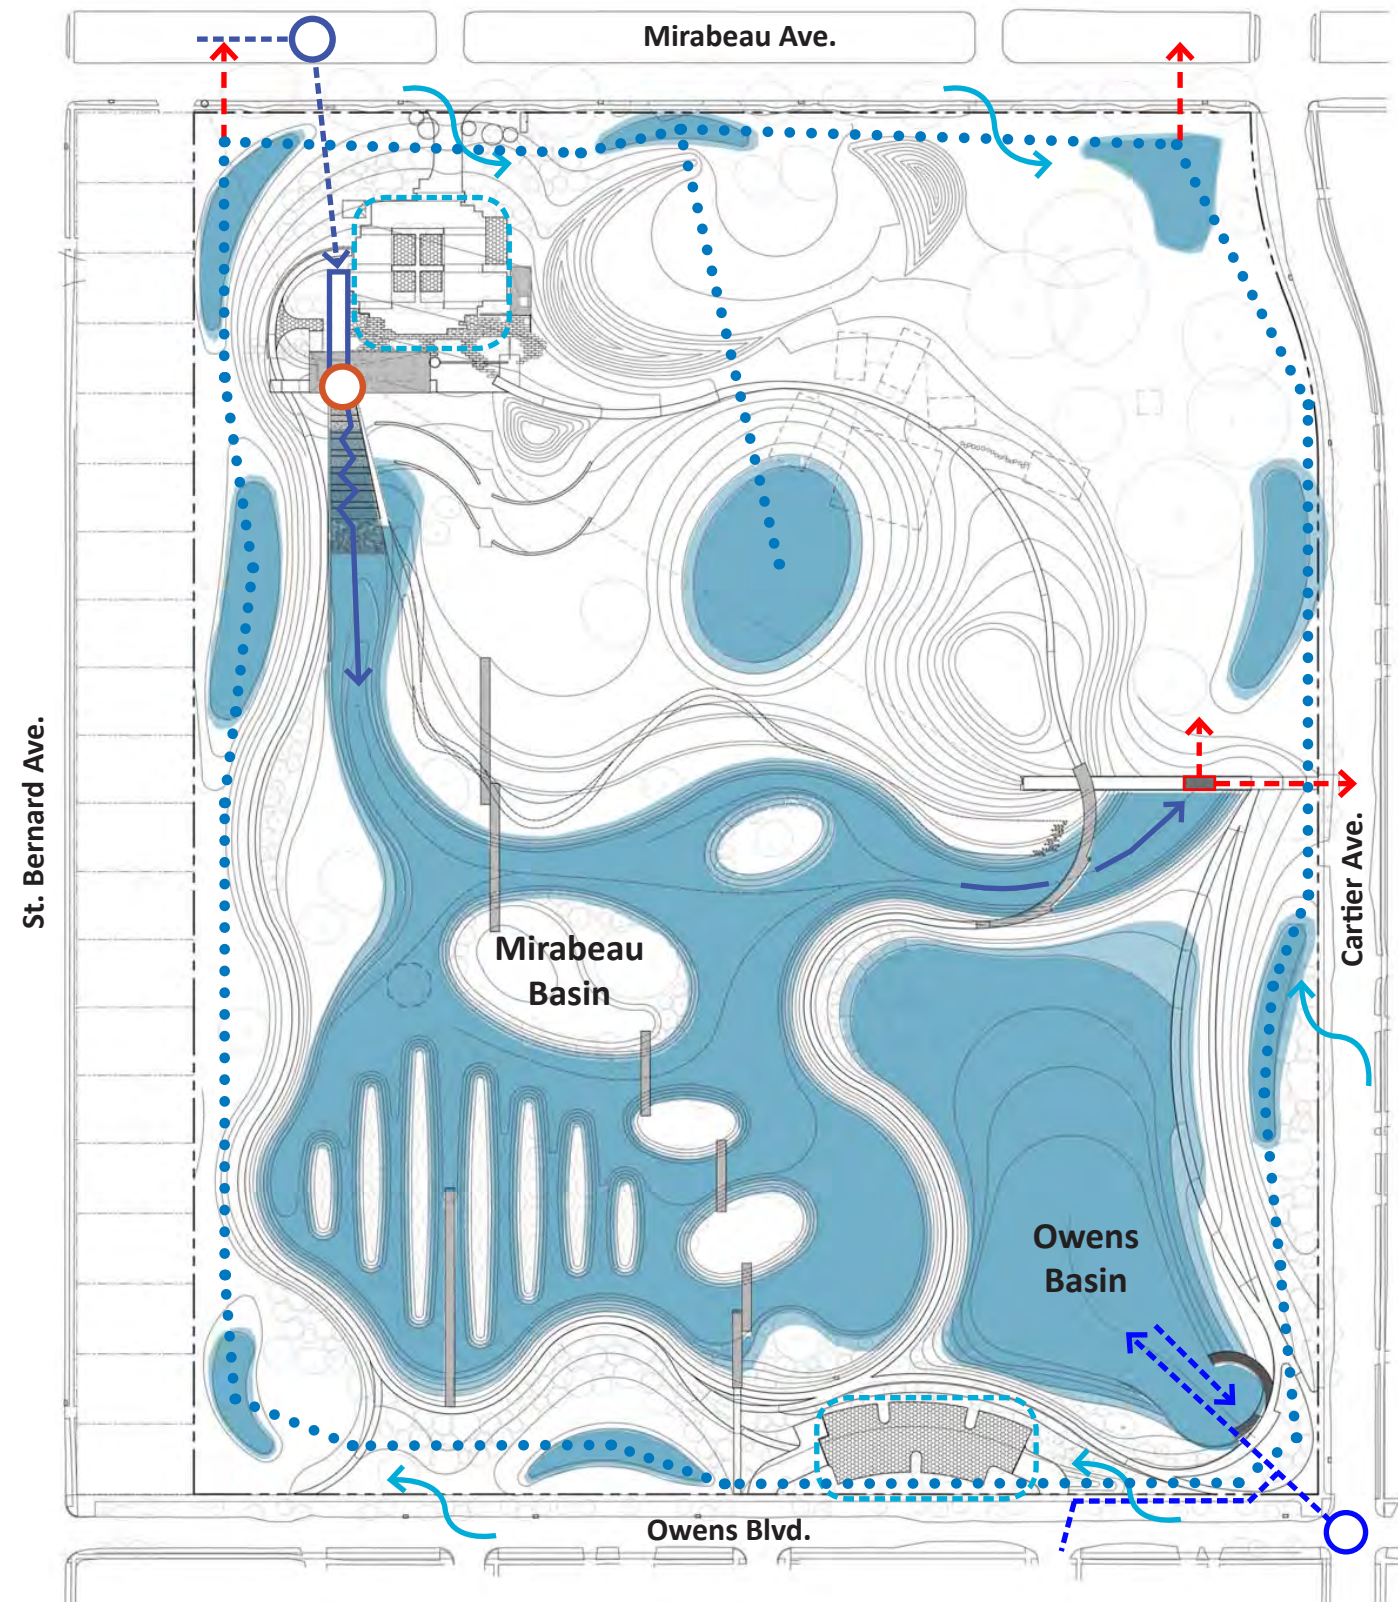 Mirabeau Ave.
St. Bernard Ave.
Cartier Ave.
Mirabeau
Basin
Owens
Basin
Owens Blvd.